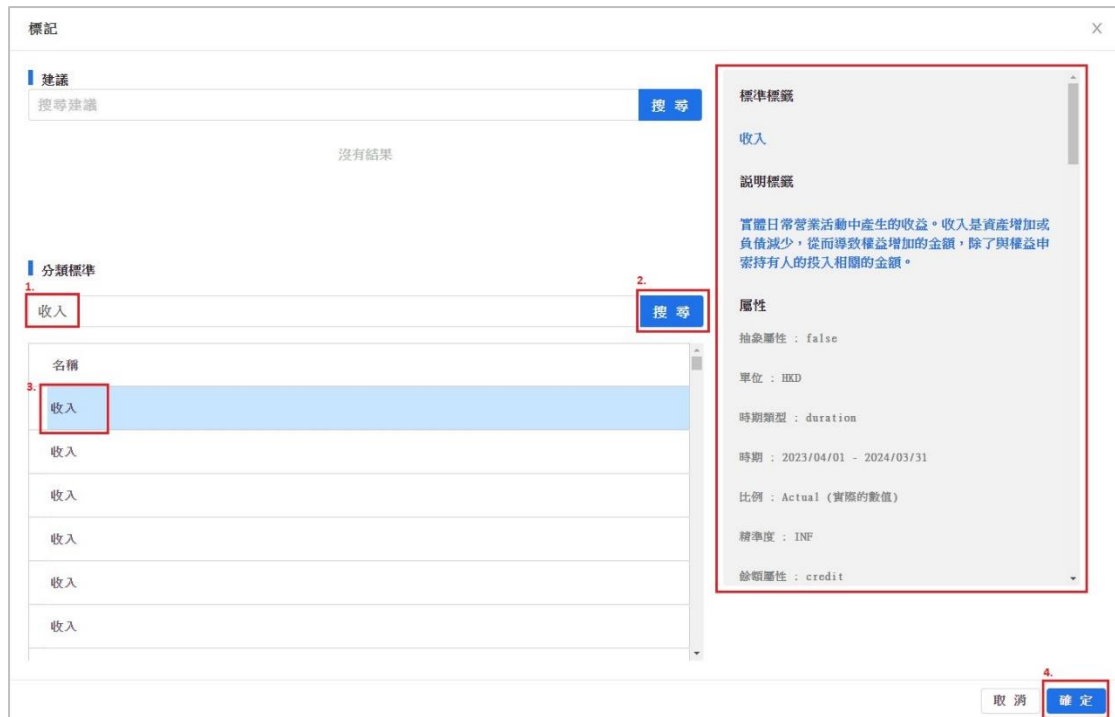 標記
X
建議
搜尋建議
搜 尋
沒有結果
分類標準
1.
收入
2.
搜 尋
名稱
3.
收入
收入
收入
收入
收入
收入
標準標籤
收入
説明標籤
實體日常營業活動中產生的收益。收入是資產增加或
負債減少，從而導致權益增加的金額，除了與權益申
索持有人的投入相關的金額。
屬性
抽象屬性 : false
單位 : HKD
時期類型 : duration
時期 : 2023/04/01 - 2024/03/31
比例 : Actual (實際的數值)
精準度 : INF
餘額屬性 : credit
取 消
4.
確 定